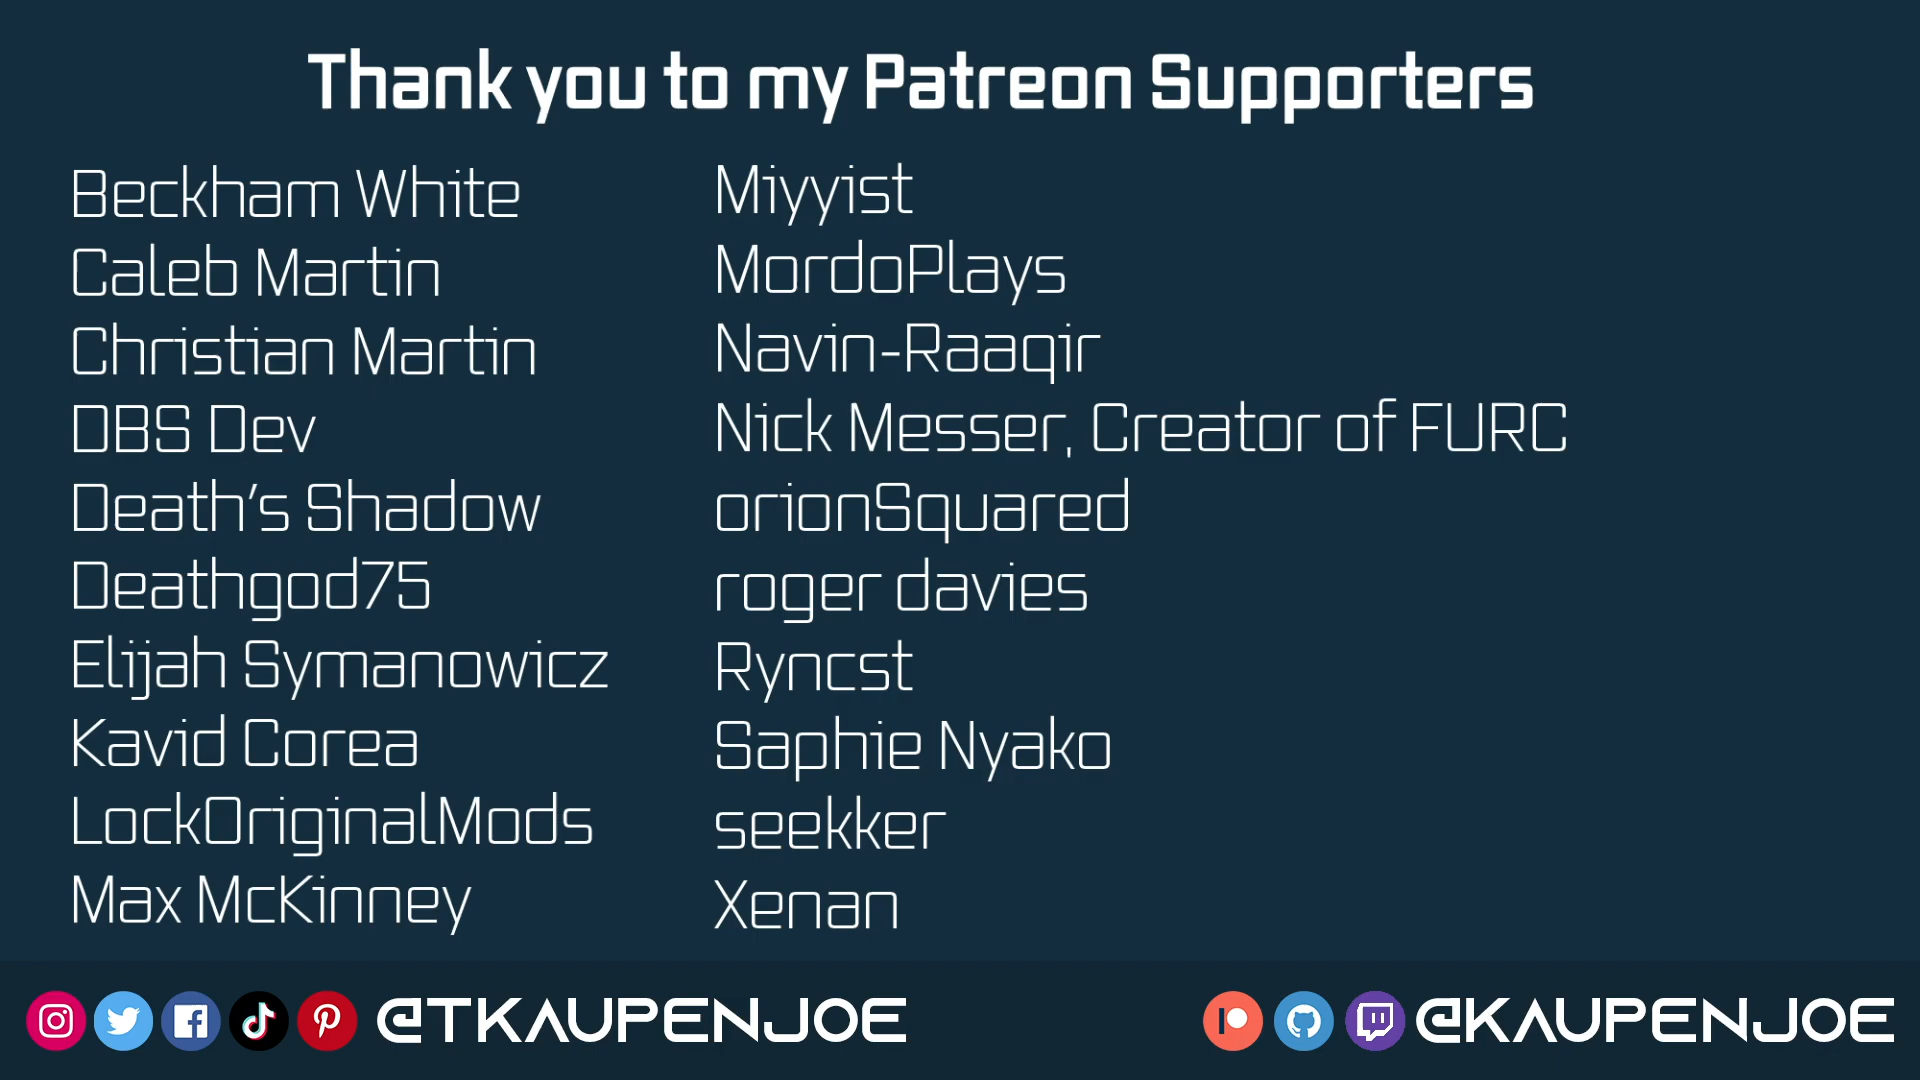 Thank you to my Patreon Supporters
Beckham White
Caleb Martin
Christian Martin
DBS Dev
Death's Shadow
Deathgod75
Elijah Symanowicz
Kavid Corea
LockOriginalMods
Max McKinney
Miyyist
MordoPlays
Navin-Raaqir
Nick Messer, Creator of FURC
orionSquared
roger davies
Ryncst
Saphie Nyako
seekker
Xenan
@TKAUPENJOE
@KAUPENJOE